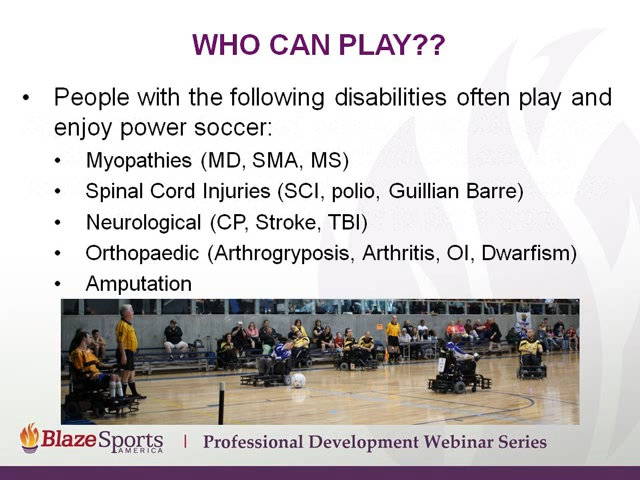 WHO CAN PLAY??
• People with the following disabilities often play and
enjoy power soccer:
• Myopathies (MD, SMA, MS)
• Spinal Cord Injuries (SCI, polio, Guillian Barre)
• Neurological (CP, Stroke, TBI)
• Orthopaedic (Arthrogryposis, Arthritis, OI, Dwarfism)
• Amputation
BlazeSports | Professional Development Webinar Series
AMERICA